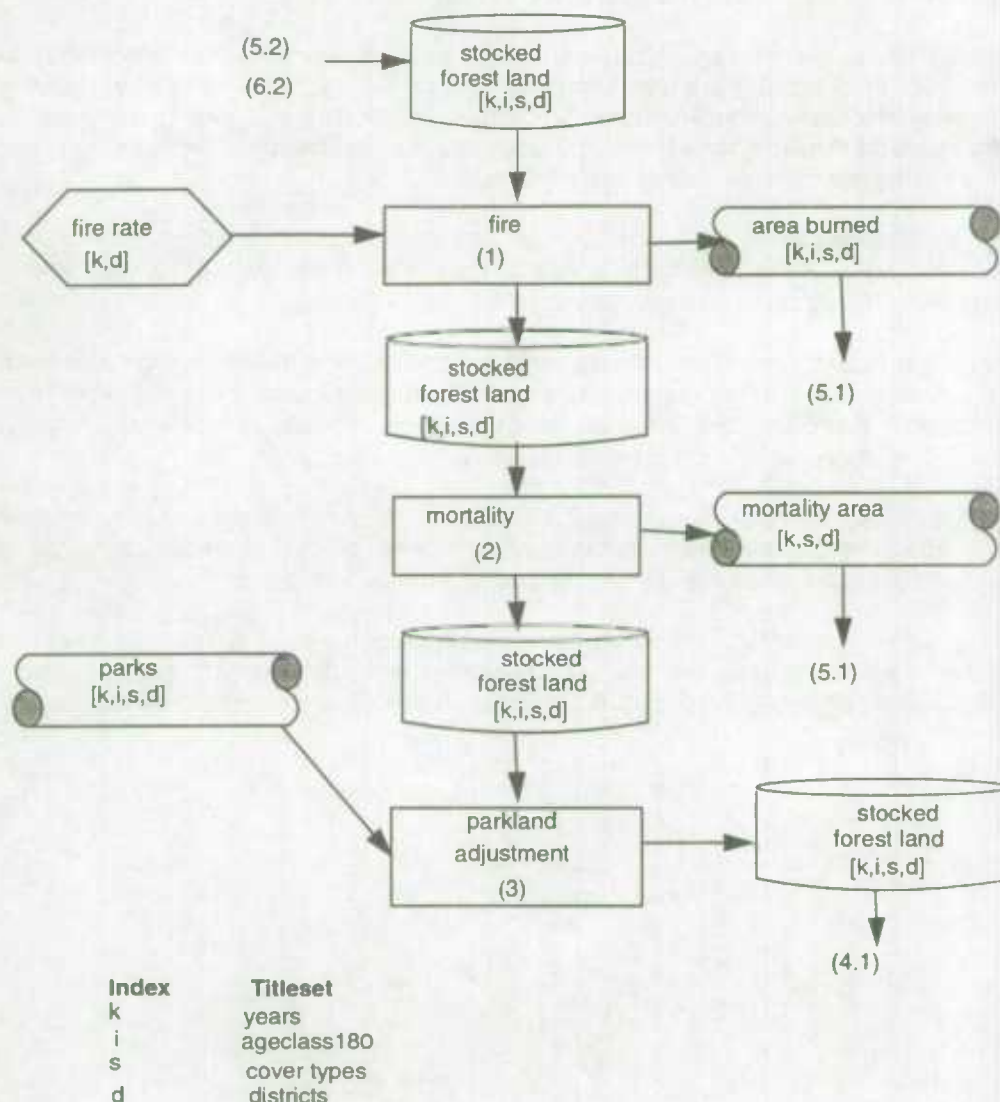 (5.2)
(6.2)
stocked
forest land
[k,i,s,d]
fire rate
[k,d]
fire
(1)
area burned
[k,i,s,d]
(5.1)
stocked
forest land
[k,i,s,d]
mortality
(2)
mortality area
[k,s,d]
(5.1)
parks
[k,i,s,d]
stocked
forest land
[k,i,s,d]
parkland
adjustment
(3)
stocked
forest land
[k,i,s,d]
(4.1)
Index Titleset
k years
i ageclass180
s cover types
d districts